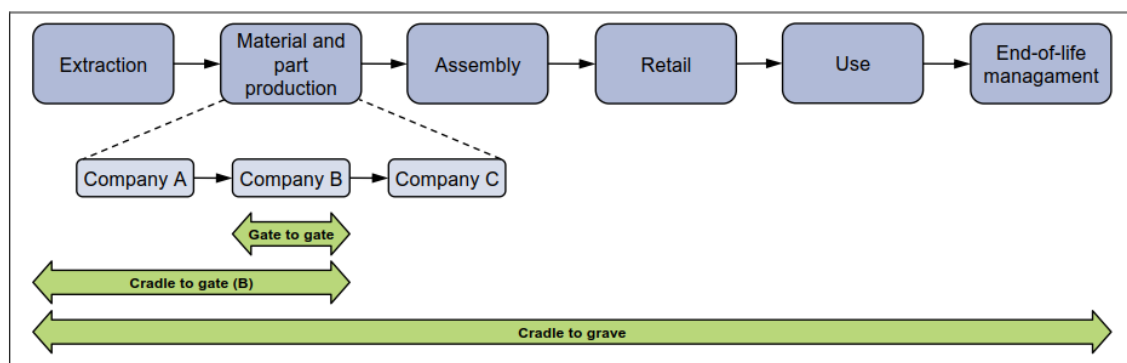 Extraction
Material and
part
production
Assembly
Retail
Use
End-of-life
managament
Company A
Company B
Company C
Gate to gate
Cradle to gate (B)
Cradle to grave